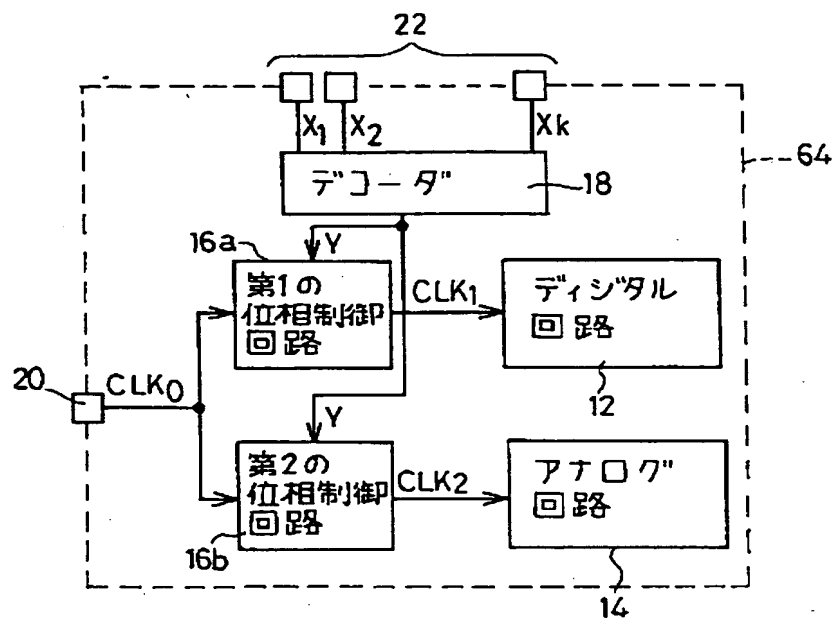 22
X1 X2 Xk
64
デコーダ 18
16a Y
第1の
位相制御
回路
CLK1
ディジタル
回路
12
20 CLK0
Y
第2の
位相制御
回路
16b
CLK2
アナログ
回路
14